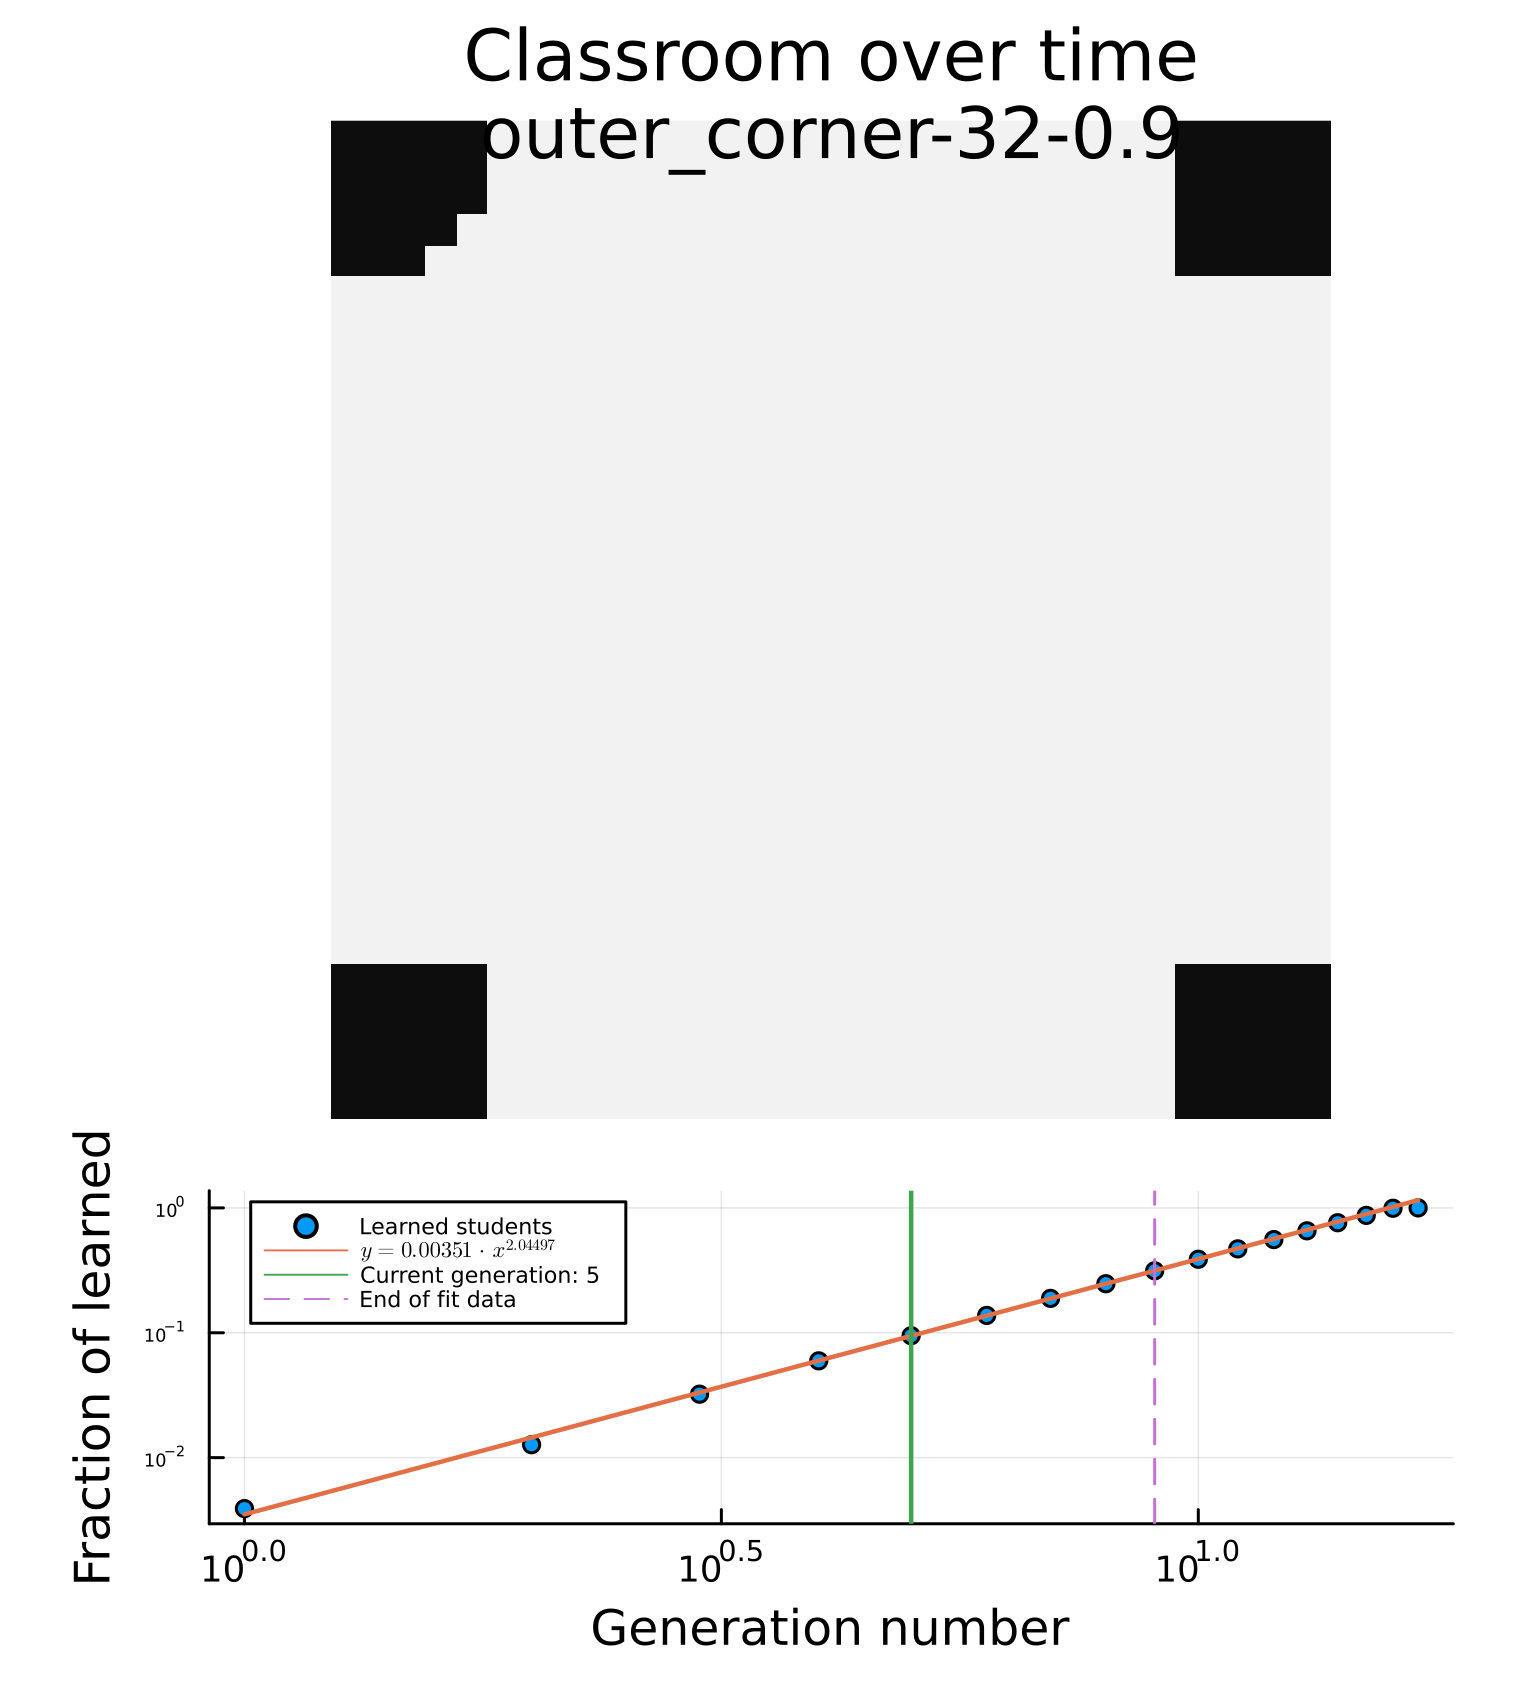 Classroom over time
outer_corner-32-0.9
Fraction of learned
10^0
10^−1
10^−2
Learned students
y = 0.00351 · x^2.04497
Current generation: 5
End of fit data
10^0.0
10^0.5
10^1.0
Generation number